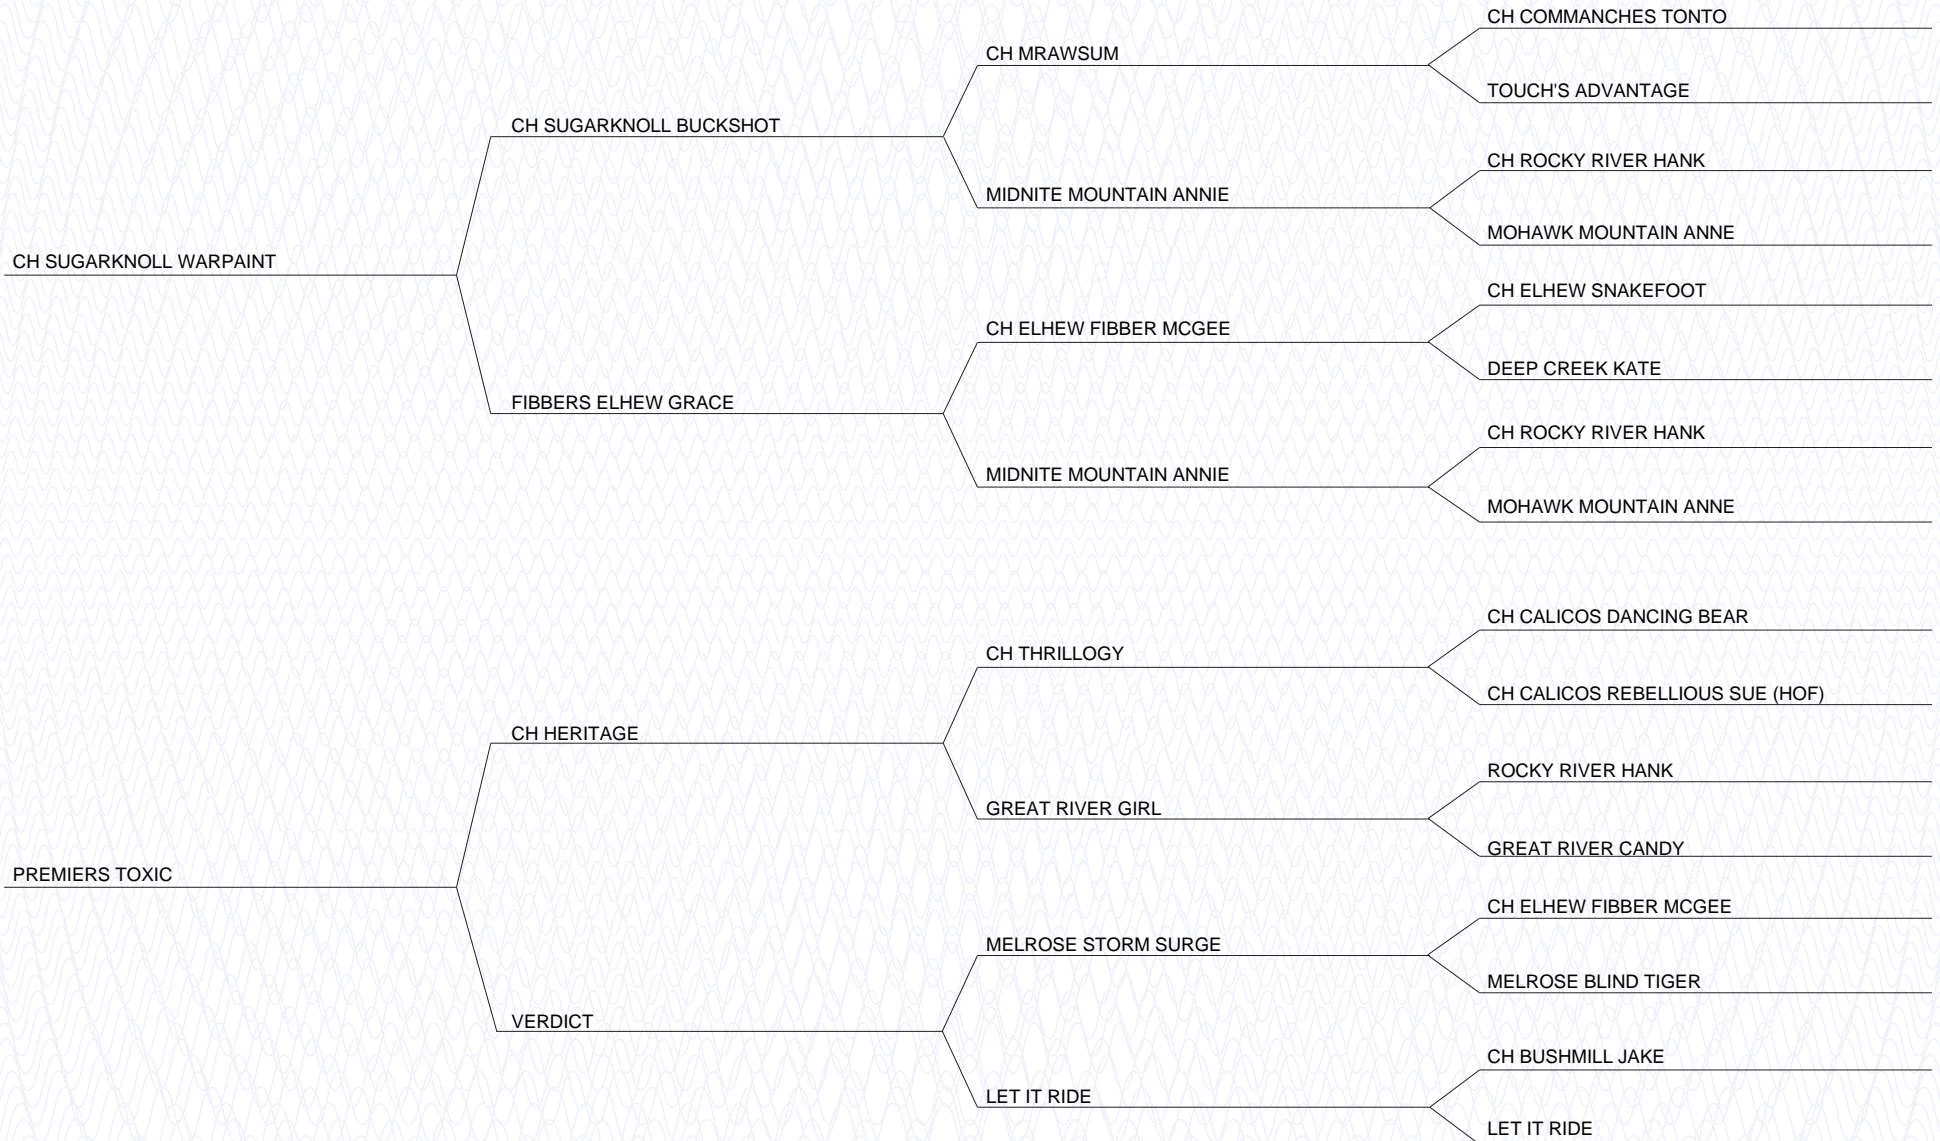 CH COMMANCHES TONTO
CH MRAWSUM
TOUCH'S ADVANTAGE
CH SUGARKNOLL BUCKSHOT
CH ROCKY RIVER HANK
MIDNITE MOUNTAIN ANNIE
MOHAWK MOUNTAIN ANNE
CH SUGARKNOLL WARPAINT
CH ELHEW SNAKEFOOT
CH ELHEW FIBBER MCGEE
DEEP CREEK KATE
FIBBERS ELHEW GRACE
CH ROCKY RIVER HANK
MIDNITE MOUNTAIN ANNIE
MOHAWK MOUNTAIN ANNE
CH CALICOS DANCING BEAR
CH THRILLOGY
CH CALICOS REBELLIOUS SUE (HOF)
CH HERITAGE
ROCKY RIVER HANK
GREAT RIVER GIRL
GREAT RIVER CANDY
PREMIERS TOXIC
CH ELHEW FIBBER MCGEE
MELROSE STORM SURGE
MELROSE BLIND TIGER
VERDICT
CH BUSHMILL JAKE
LET IT RIDE
LET IT RIDE